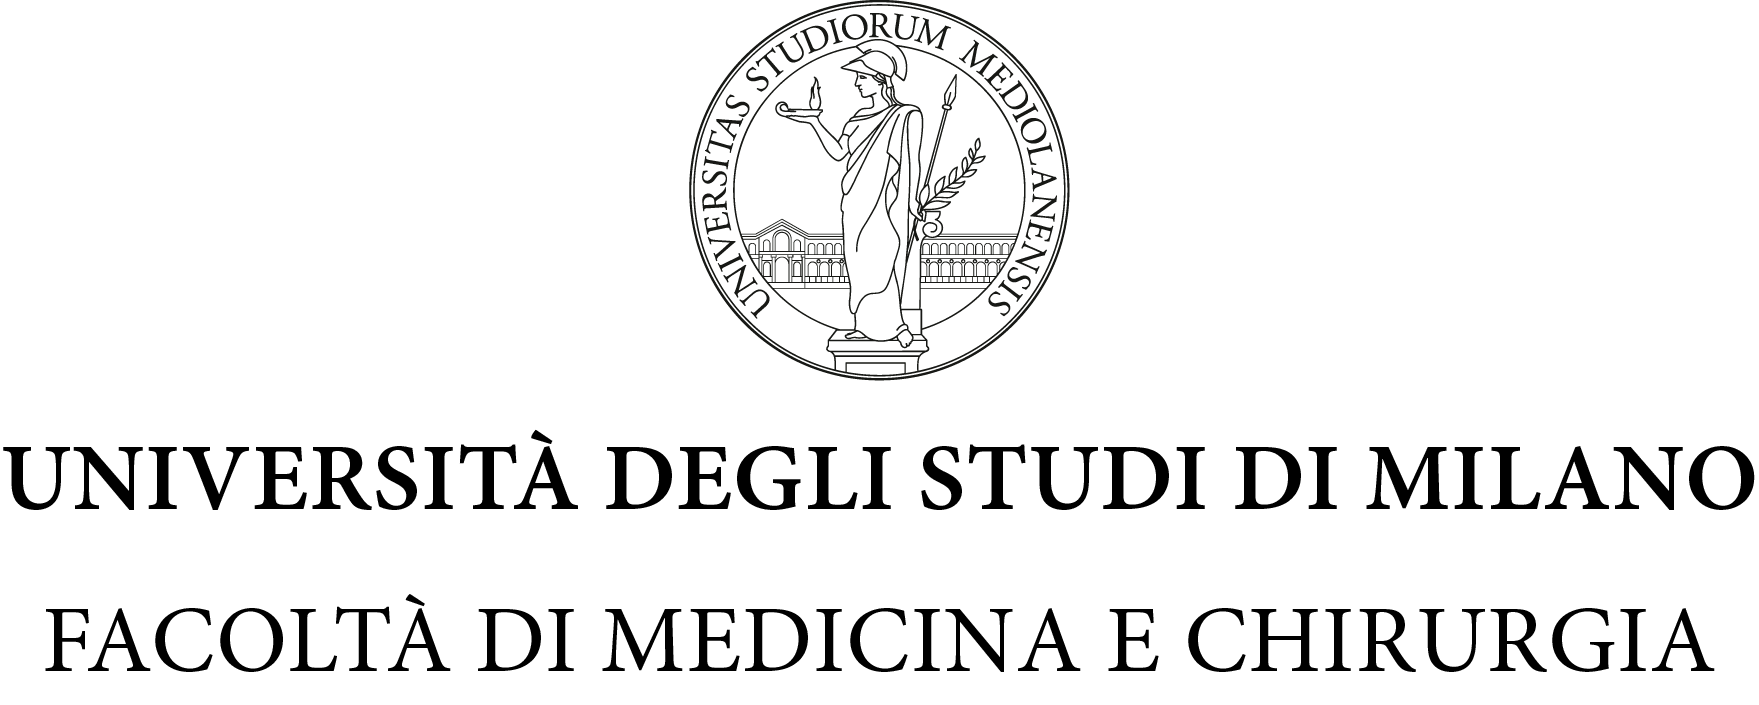 UNIVERSITAS STUDIORUM MEDIOLANENSIS
UNIVERSITÀ DEGLI STUDI DI MILANO
FACOLTÀ DI MEDICINA E CHIRURGIA